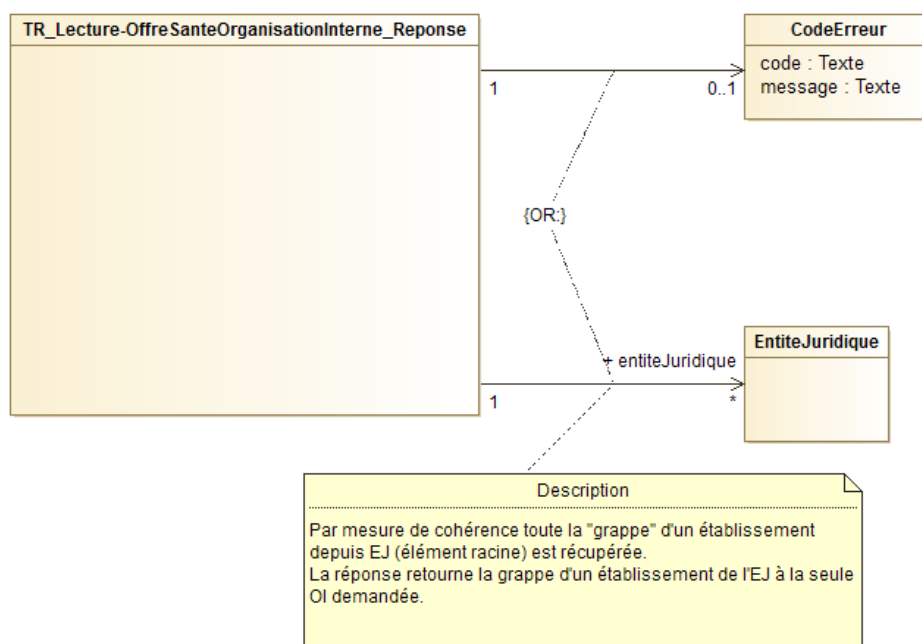 TR_Lecture-OffreSanteOrganisationInterne_Reponse
CodeErreur
code : Texte
message : Texte
1
0..1
{OR:}
+ entiteJuridique
EntiteJuridique
1
*
Description
Par mesure de cohérence toute la "grappe" d'un établissement
depuis EJ (élément racine) est récupérée.
La réponse retourne la grappe d'un établissement de l'EJ à la seule
OI demandée.